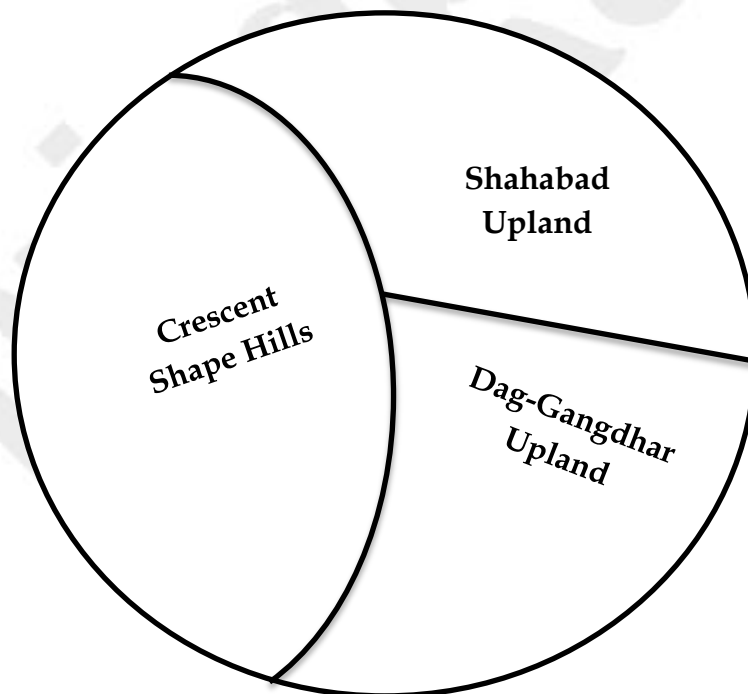 Shahabad
Upland
Crescent
Shape Hills
Dag-Gangdhar
Upland